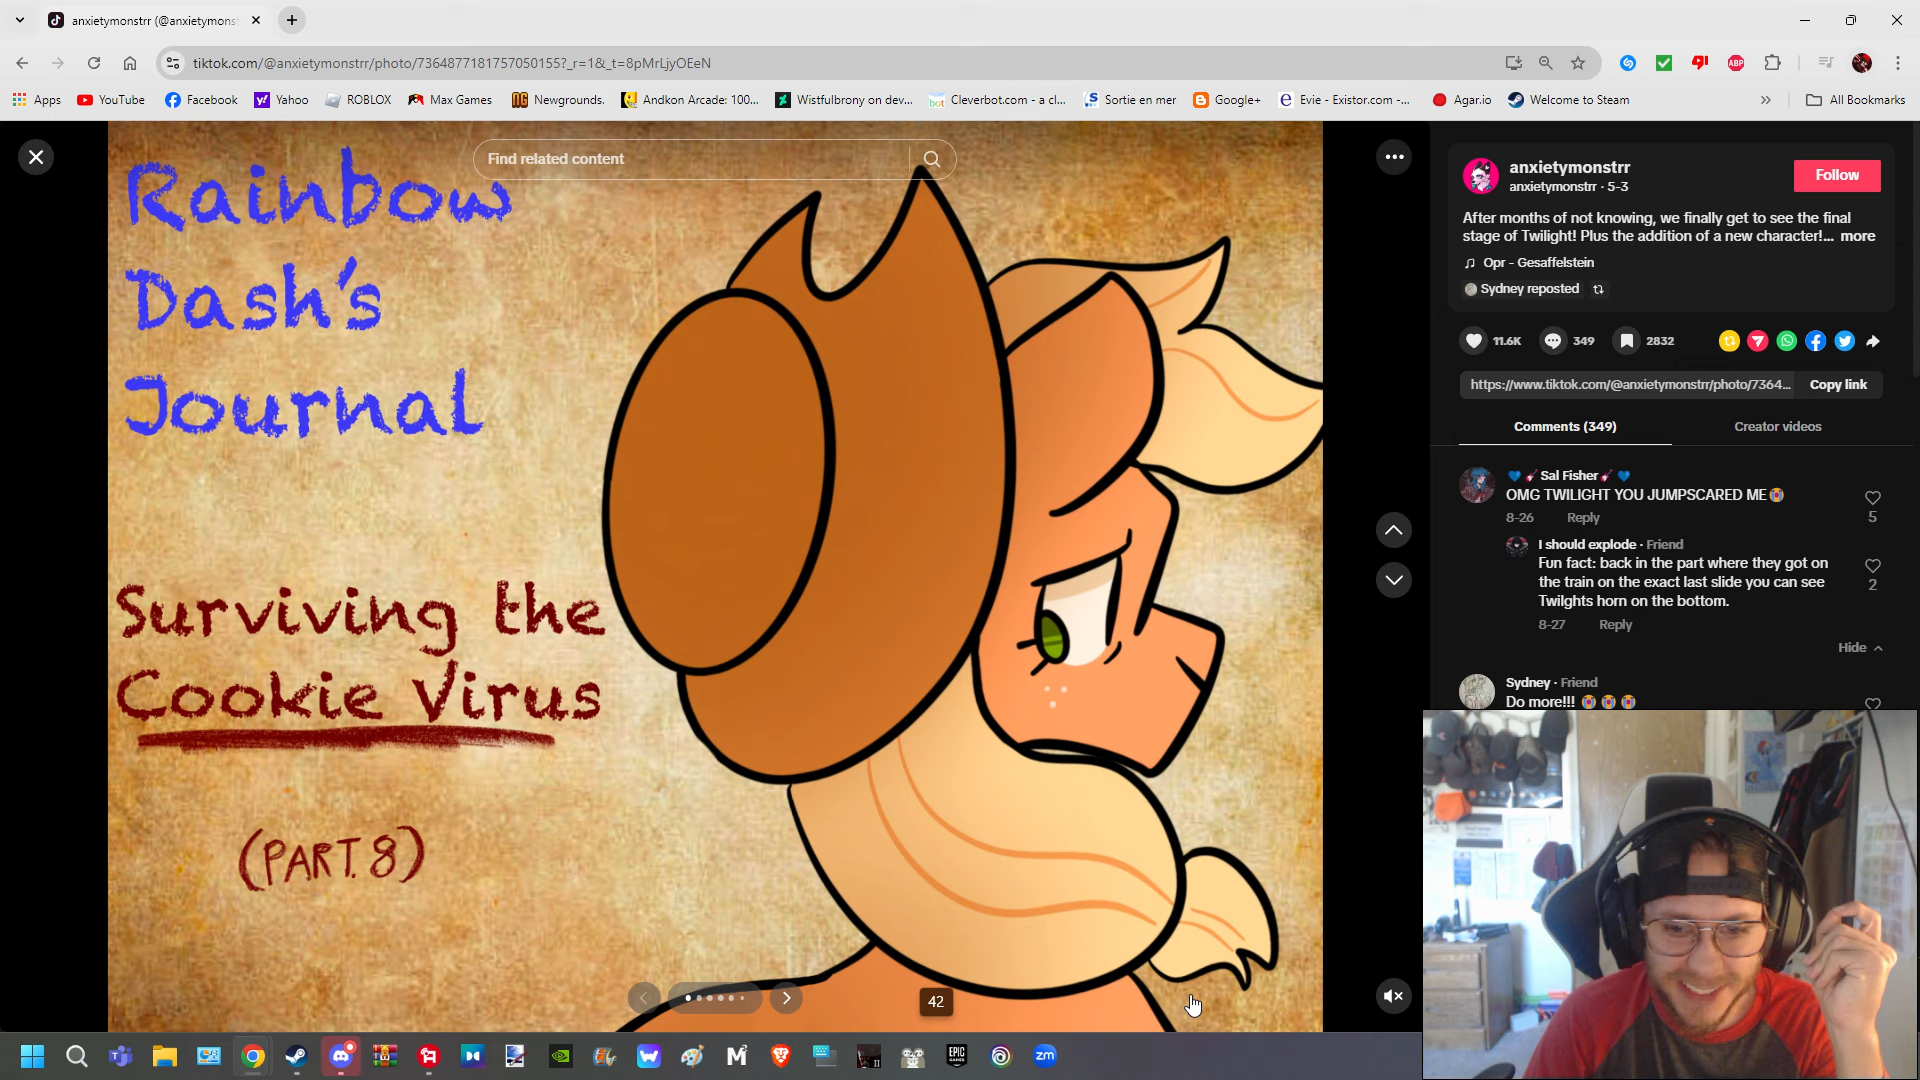 anxietymonstrr (@anxietymonst
tiktok.com/@anxietymonstrr/photo/7364877181757050155?_r=1&_t=8pMrLjyOEeN
Apps
YouTube
Facebook
Yahoo
ROBLOX
Max Games
Newgrounds.
Andkon Arcade: 100...
Wistfulbrony on dev...
Cleverbot.com - a cl...
Sortie en mer
Google+
Evie - Existor.com -...
Agar.io
Welcome to Steam
All Bookmarks
Find related content
Rainbow
Dash's
Journal
Surviving the
Cookie Virus
(PART.8)
42
anxietymonstrr
anxietymonstrr · 5-3
Follow
After months of not knowing, we finally get to see the final
stage of Twilight! Plus the addition of a new character!... more
Opr - Gesaffelstein
Sydney reposted
11.6K
349
2832
https://www.tiktok.com/@anxietymonstrr/photo/7364...
Copy link
Comments (349)
Creator videos
💙🎸Sal Fisher🎸💙
OMG TWILIGHT YOU JUMPSCARED ME😭
8-26 Reply
5
I should explode · Friend
Fun fact: back in the part where they got on
the train on the exact last slide you can see
Twilghts horn on the bottom.
2
8-27 Reply
Hide
Sydney · Friend
Do more!!! 😭😭😭
ABP
EPIC
GAMES
zm